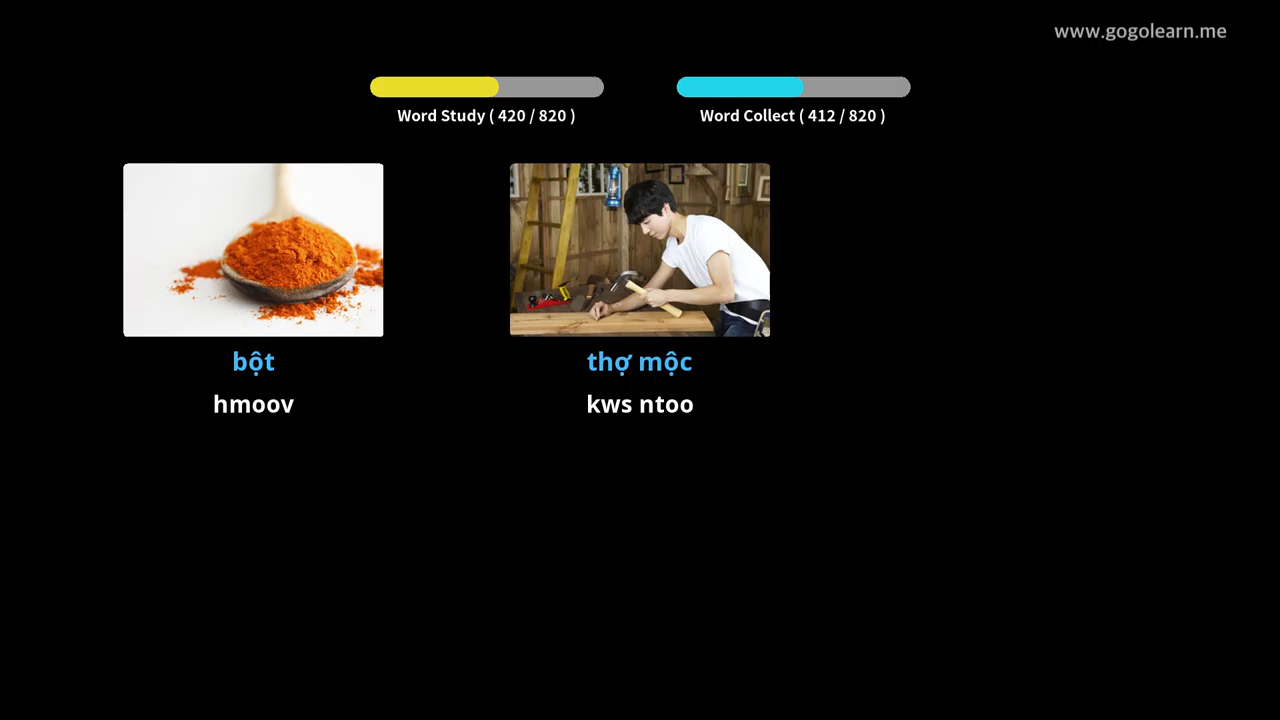 www.gogolearn.me
Word Study ( 420 / 820 )
Word Collect ( 412 / 820 )
bột
hmoov
thợ mộc
kws ntoo